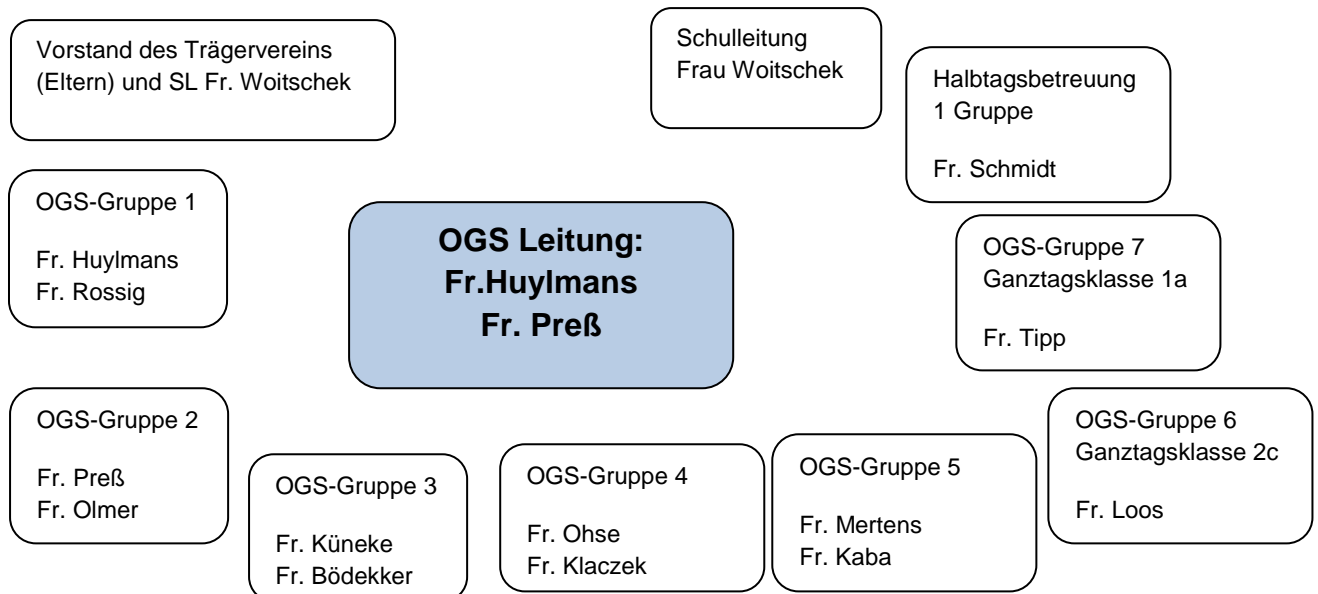 Vorstand des Trägervereins
(Eltern) und SL Fr. Woitschek
Schulleitung
Frau Woitschek
Halbtagsbetreuung
1 Gruppe
Fr. Schmidt
OGS-Gruppe 1
Fr. Huylmans
Fr. Rossig
OGS Leitung:
Fr.Huylmans
Fr. Preß
OGS-Gruppe 7
Ganztagsklasse 1a
Fr. Tipp
OGS-Gruppe 2
Fr. Preß
Fr. Olmer
OGS-Gruppe 3
Fr. Küneke
Fr. Bödekker
OGS-Gruppe 4
Fr. Ohse
Fr. Klaczek
OGS-Gruppe 5
Fr. Mertens
Fr. Kaba
OGS-Gruppe 6
Ganztagsklasse 2c
Fr. Loos